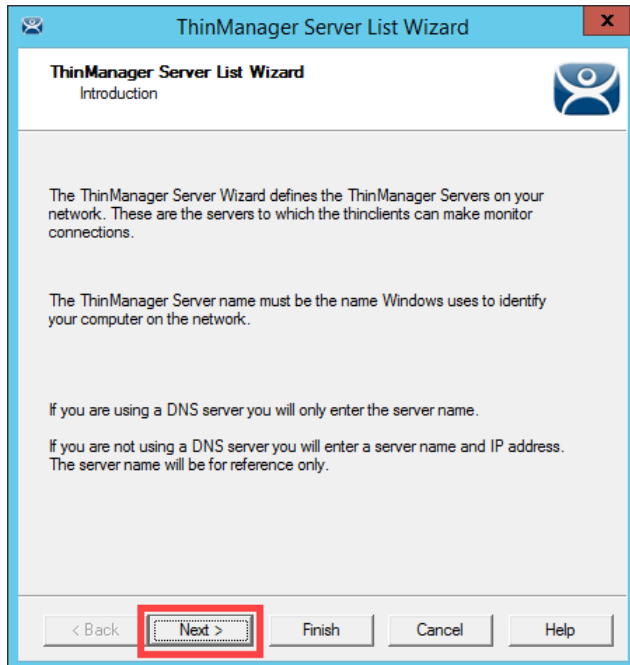 ThinManager Server List Wizard
x
ThinManager Server List Wizard
Introduction
The ThinManager Server Wizard defines the ThinManager Servers on your
network. These are the servers to which the thinclients can make monitor
connections.
The ThinManager Server name must be the name Windows uses to identify
your computer on the network.
If you are using a DNS server you will only enter the server name.
If you are not using a DNS server you will enter a server name and IP address.
The server name will be for reference only.
< Back Next > Finish Cancel Help